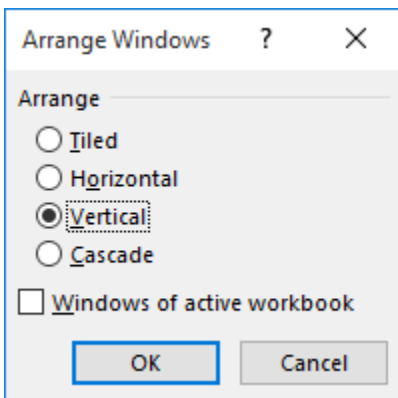 Arrange Windows ?
Arrange
Tiled
Horizontal
Vertical
Cascade
Windows of active workbook
OK Cancel